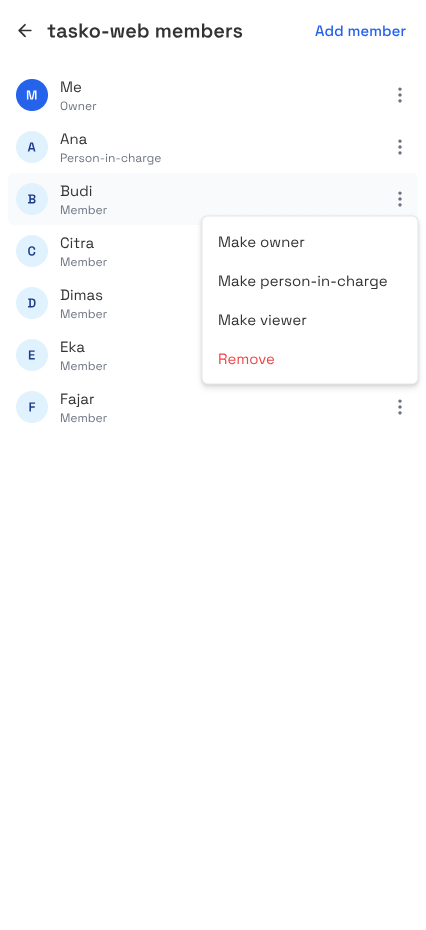 tasko-web members
Add member
M
Me
Owner
A
Ana
Person-in-charge
B
Budi
Member
C
Citra
Member
D
Dimas
Member
E
Eka
Member
F
Fajar
Member
Make owner
Make person-in-charge
Make viewer
Remove